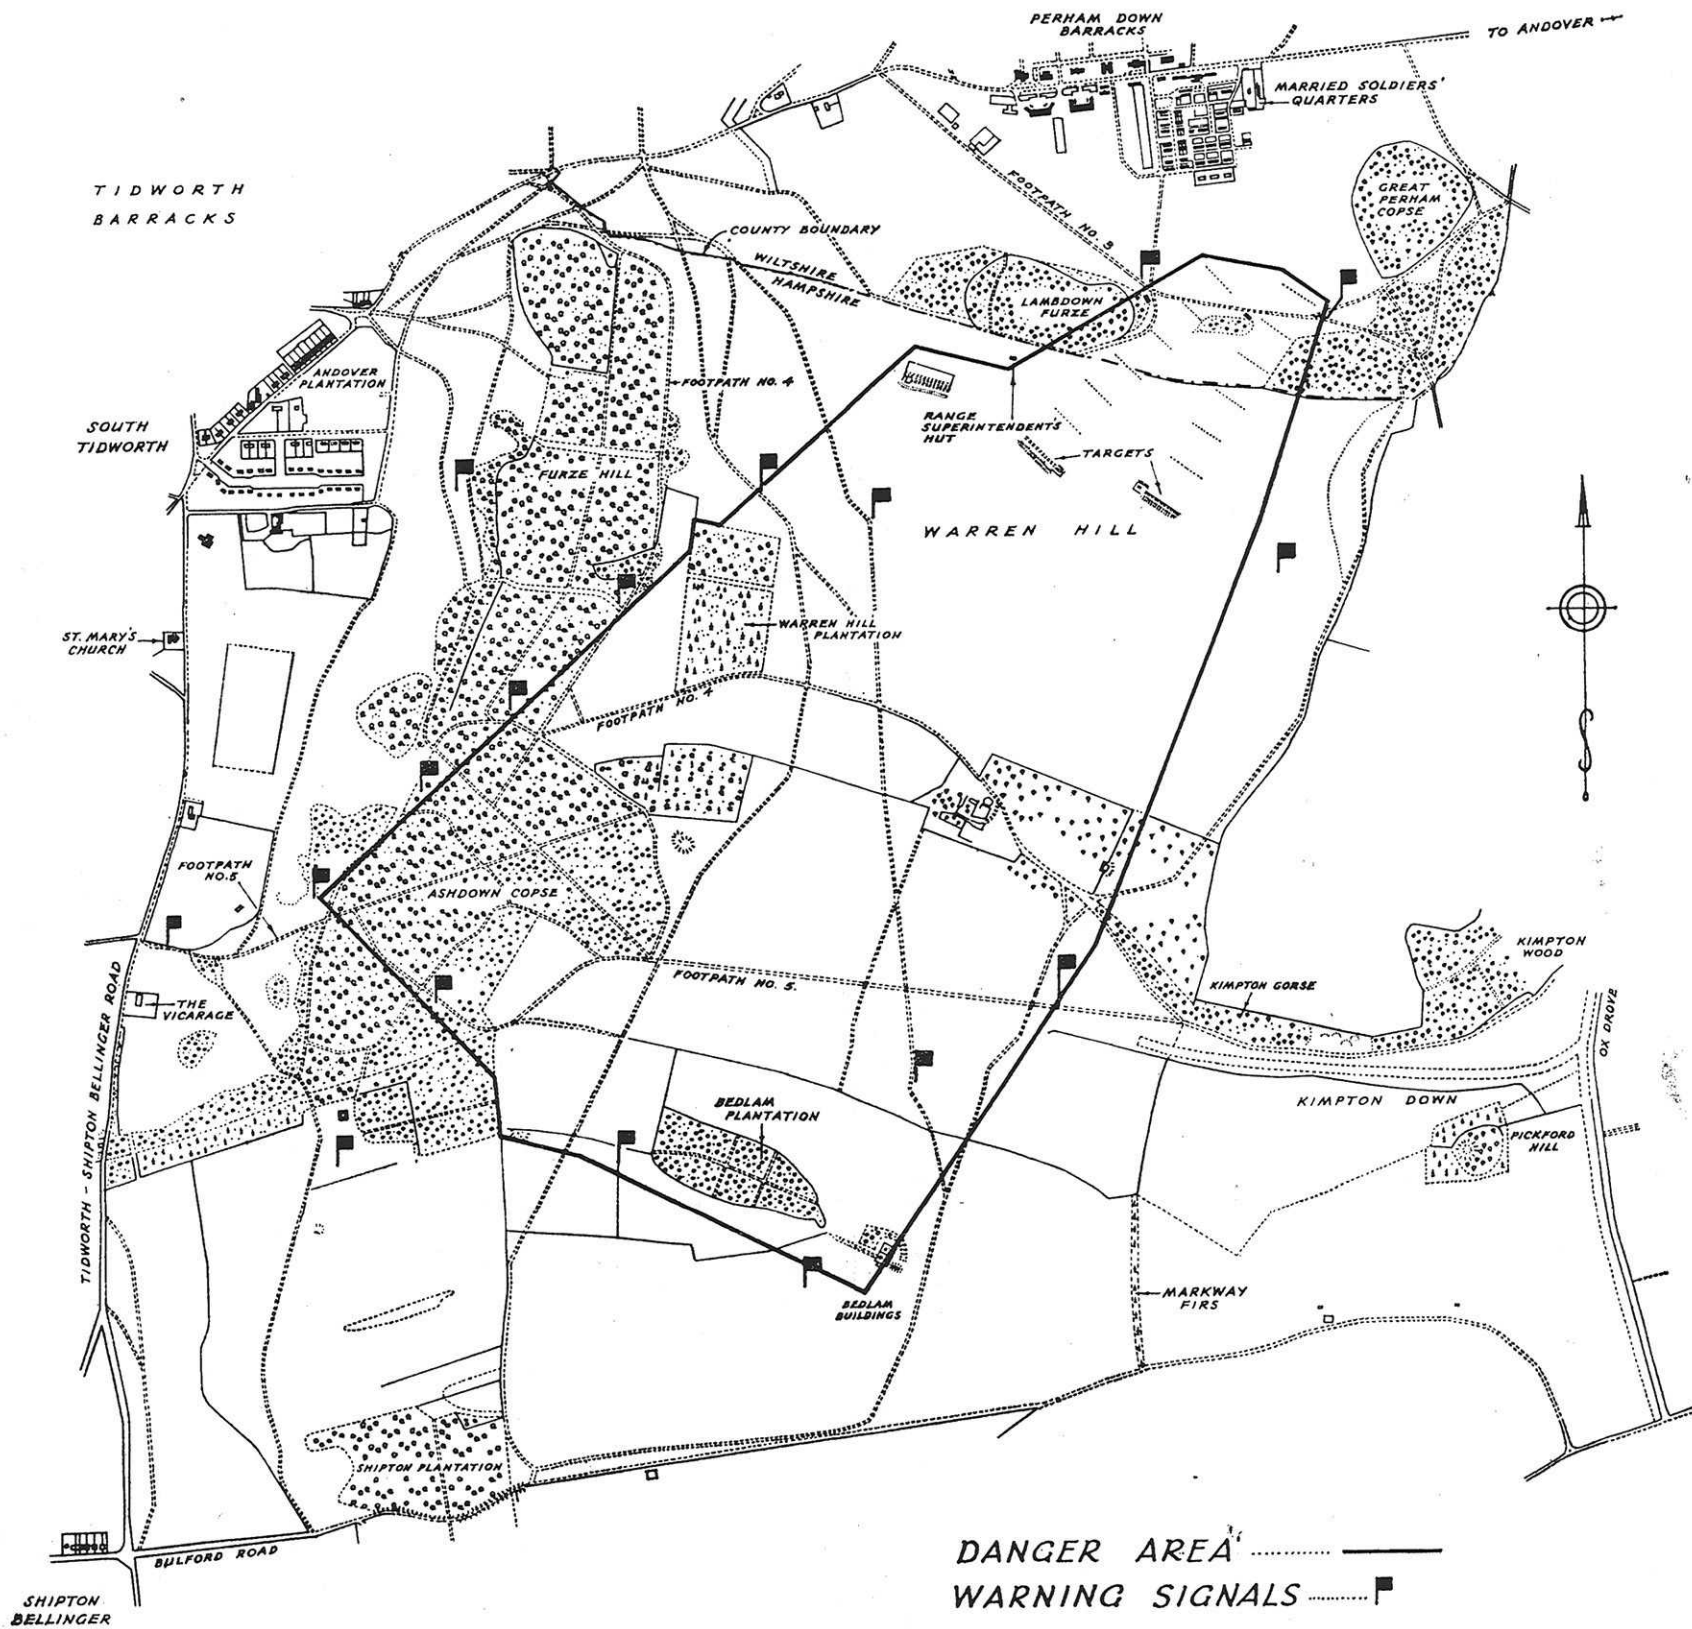 PERHAM DOWN
BARRACKS
TO ANDOVER
MARRIED SOLDIERS'
QUARTERS
TIDWORTH
BARRACKS
GREAT
PERHAM
COPSE
FOOTPATH NO. 3
COUNTY BOUNDARY
WILTSHIRE
HAMPSHIRE
LAMBDOWN
FURZE
ANDOVER
PLANTATION
FOOTPATH NO. 4
SOUTH
TIDWORTH
RANGE
SUPERINTENDENTS
HUT
TARGETS
FURZE HILL
WARREN HILL
ST. MARY'S
CHURCH
WARREN HILL
PLANTATION
FOOTPATH NO. 4
FOOTPATH
NO.5
ASHDOWN COPSE
KIMPTON
WOOD
FOOTPATH NO. 5.
KIMPTON GORSE
THE
VICARAGE
OX DROVE
TIDWORTH - SHIPTON BELLINGER ROAD
BEDLAM
PLANTATION
KIMPTON DOWN
PICKFORD
HILL
MARKWAY
FIRS
BEDLAM
BUILDINGS
SHIPTON PLANTATION
BULFORD ROAD
SHIPTON
BELLINGER
DANGER AREA
WARNING SIGNALS